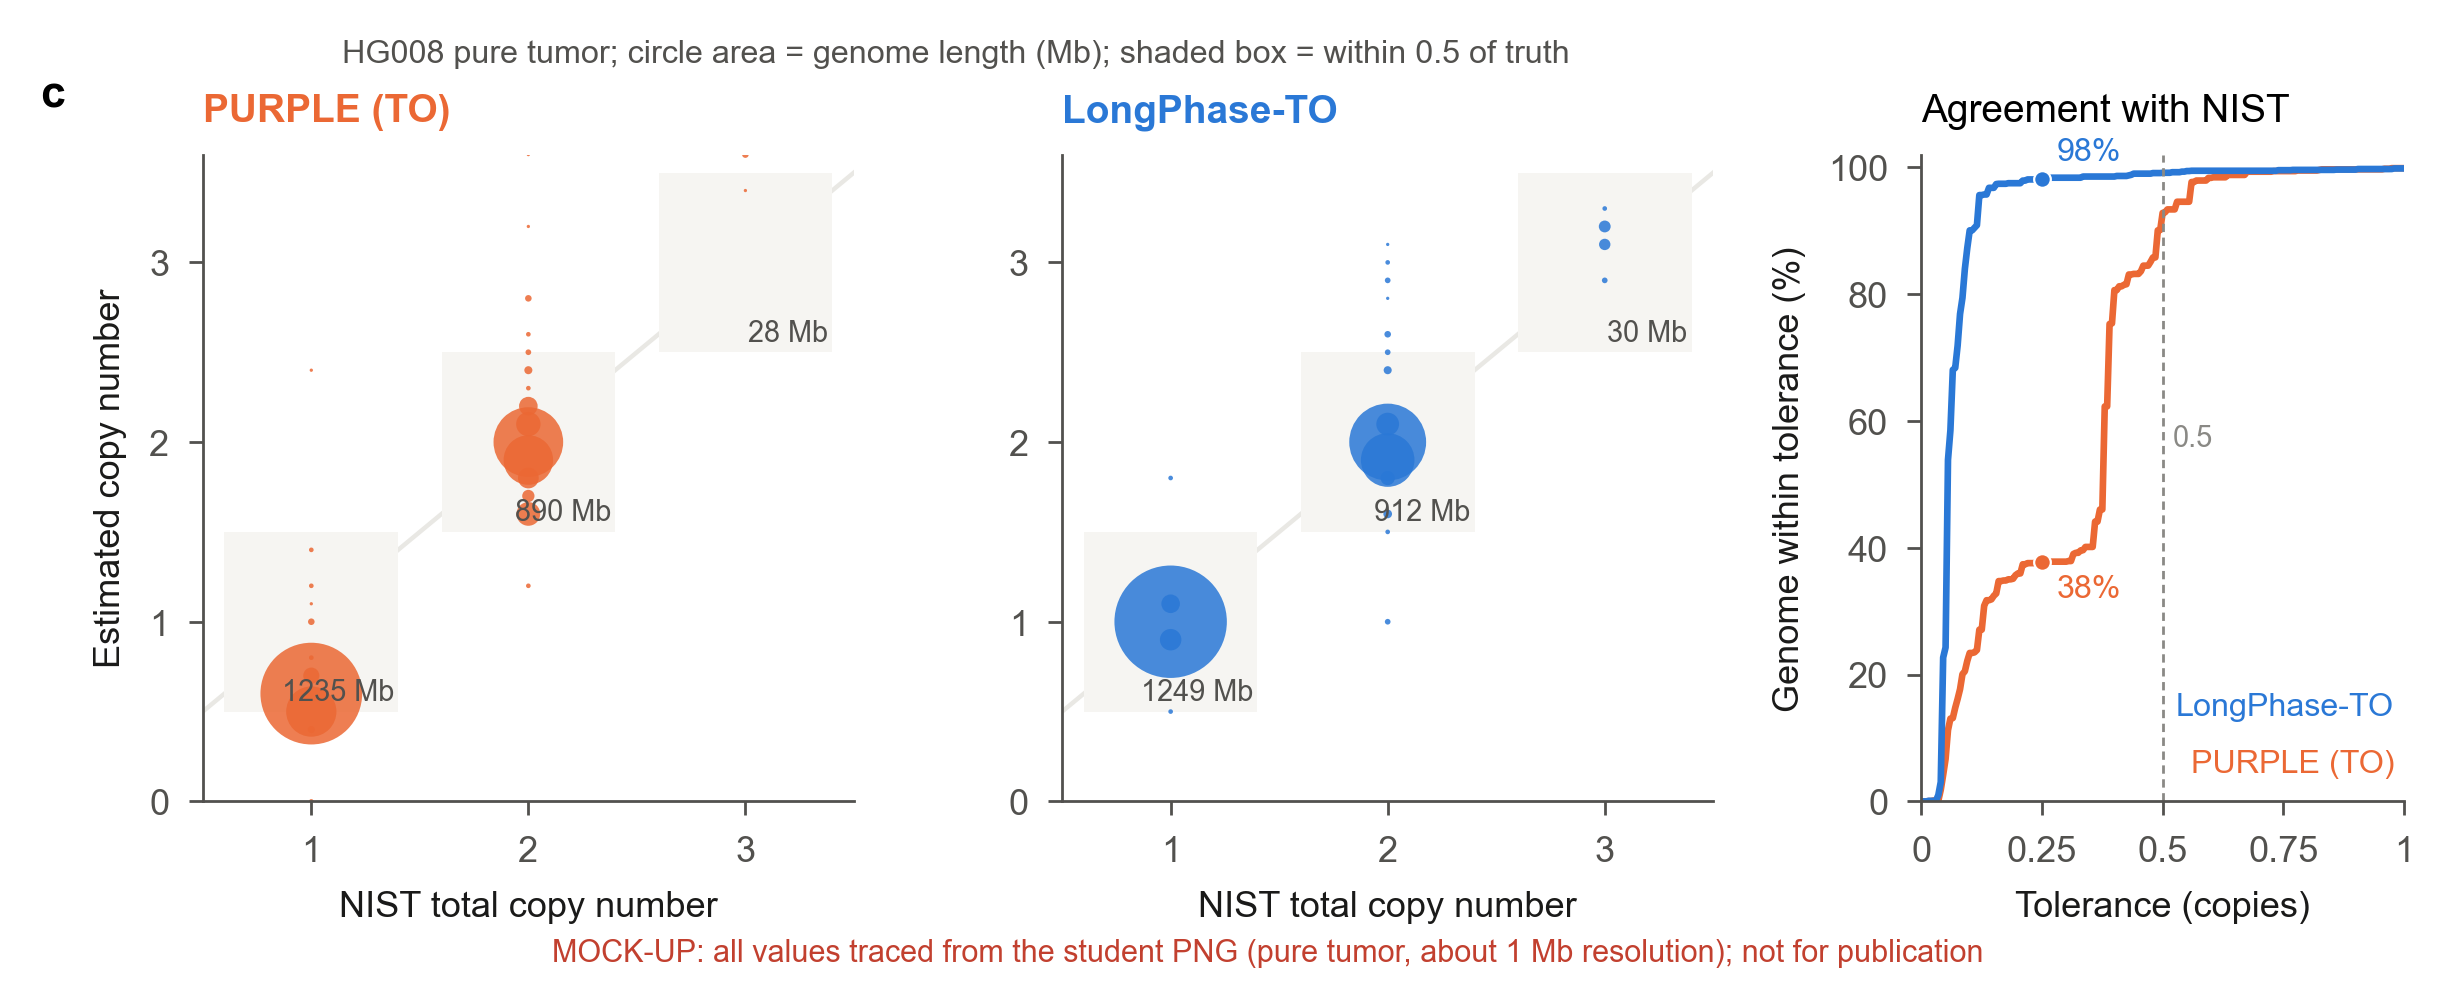 HG008 pure tumor; circle area = genome length (Mb); shaded box = within 0.5 of truth
c
PURPLE (TO)
Estimated copy number
3
2
1
0
28 Mb
890 Mb
1235 Mb
1
2
3
NIST total copy number
LongPhase-TO
3
2
1
0
30 Mb
912 Mb
1249 Mb
1
2
3
NIST total copy number
Agreement with NIST
Genome within tolerance (%)
100
80
60
40
20
0
98%
0.5
38%
LongPhase-TO
PURPLE (TO)
0
0.25
0.5
0.75
1
Tolerance (copies)
MOCK-UP: all values traced from the student PNG (pure tumor, about 1 Mb resolution); not for publication